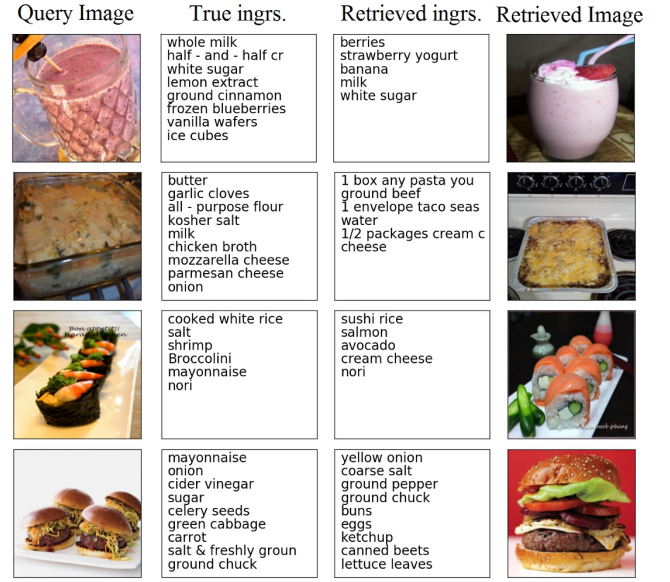 Query Image True ingrs. Retrieved ingrs. Retrieved Image
whole milk
half - and - half cr
white sugar
lemon extract
ground cinnamon
frozen blueberries
vanilla wafers
ice cubes
berries
strawberry yogurt
banana
milk
white sugar
butter
garlic cloves
all - purpose flour
kosher salt
milk
chicken broth
mozzarella cheese
parmesan cheese
onion
1 box any pasta you
ground beef
1 envelope taco seas
water
1/2 packages cream c
cheese
Bon appetit!!
cooked white rice
salt
shrimp
Broccolini
mayonnaise
nori
sushi rice
salmon
avocado
cream cheese
nori
mayonnaise
onion
cider vinegar
sugar
celery seeds
green cabbage
carrot
salt & freshly groun
ground chuck
yellow onion
coarse salt
ground pepper
ground chuck
buns
eggs
ketchup
canned beets
lettuce leaves